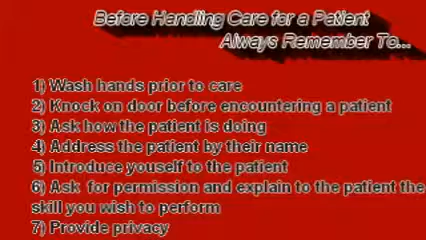 Before Handling Care for a Patient
Always Remember To...
1) Wash hands prior to care
2) Knock on door before encountering a patient
3) Ask how the patient is doing
4) Address the patient by their name
5) Introduce youself to the patient
6) Ask for permission and explain to the patient the
skill you wish to perform
7) Provide privacy